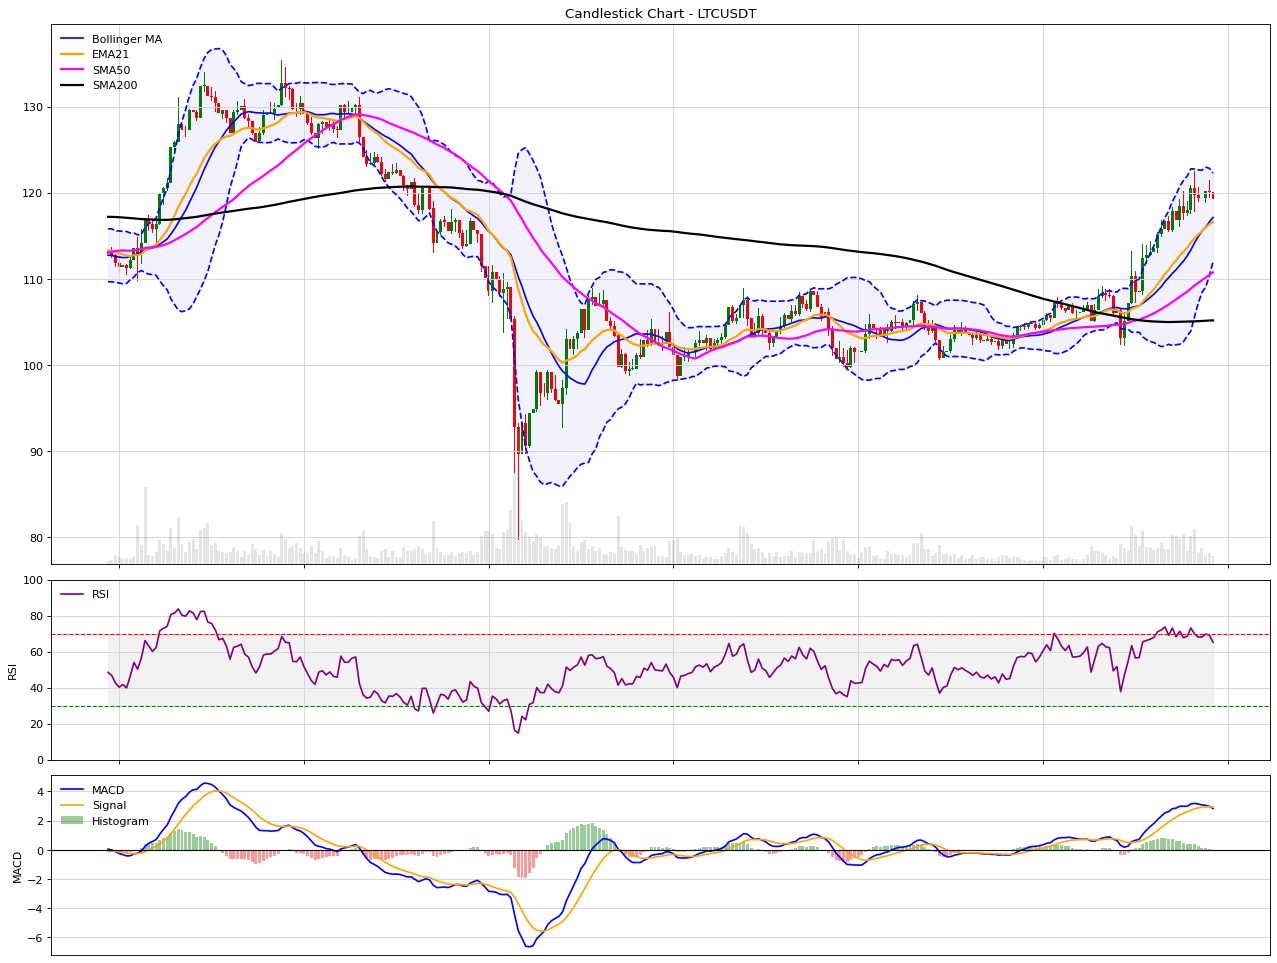 Candlestick Chart - LTCUSDT
Bollinger MA
EMA21
SMA50
SMA200
130
120
110
100
90
80
RSI
100
80
60
40
20
0
RSI
MACD
Signal
Histogram
4
2
0
−2
−4
−6
MACD